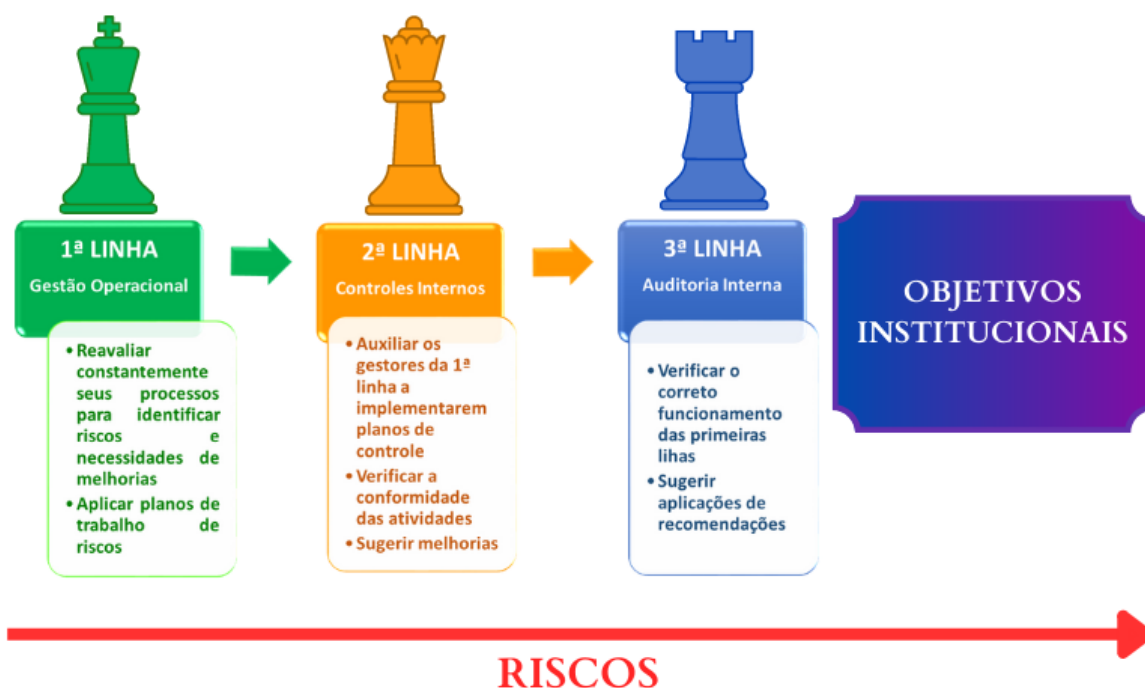 1ª LINHA
Gestão Operacional
• Reavaliar
constantemente
seus processos
para identificar
riscos e
necessidades de
melhorias
• Aplicar planos de
trabalho de
riscos
2ª LINHA
Controles Internos
• Auxiliar os
gestores da 1ª
linha a
implementarem
planos de
controle
• Verificar a
conformidade
das atividades
• Sugerir melhorias
3ª LINHA
Auditoria Interna
• Verificar o
correto
funcionamento
das primeiras
lihas
• Sugerir
aplicações de
recomendações
OBJETIVOS
INSTITUCIONAIS
RISCOS